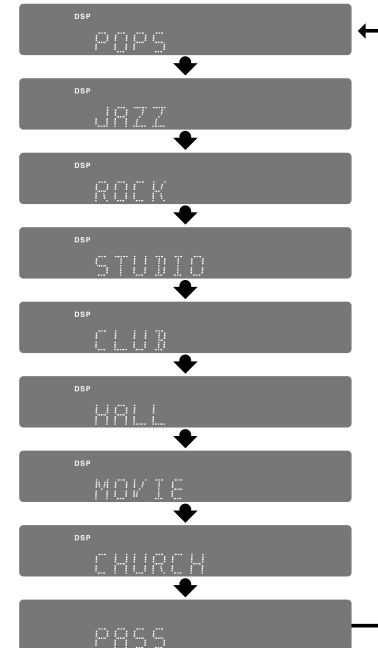 DSP
POPS
DSP
JAZZ
DSP
ROCK
DSP
STUDIO
DSP
CLUB
DSP
HALL
DSP
MOVIE
DSP
CHURCH
PASS